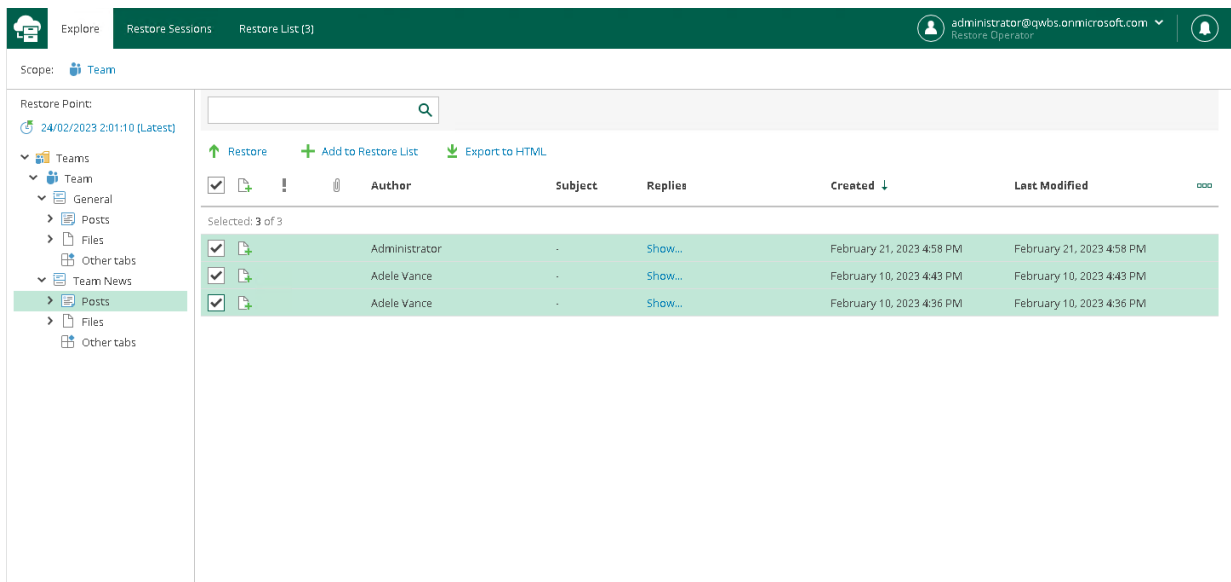 Explore Restore Sessions Restore List (3) administrator@qwbs.onmicrosoft.com
Restore Operator
Scope: Team
Restore Point:
24/02/2023 2:01:10 (Latest)
Teams
Team
General
Posts
Files
Other tabs
Team News
Posts
Files
Other tabs
Restore Add to Restore List Export to HTML
! Author Subject Replies Created ↓ Last Modified
Selected: 3 of 3
Administrator - Show... February 21, 2023 4:58 PM February 21, 2023 4:58 PM
Adele Vance - Show... February 10, 2023 4:43 PM February 10, 2023 4:43 PM
Adele Vance - Show... February 10, 2023 4:36 PM February 10, 2023 4:36 PM